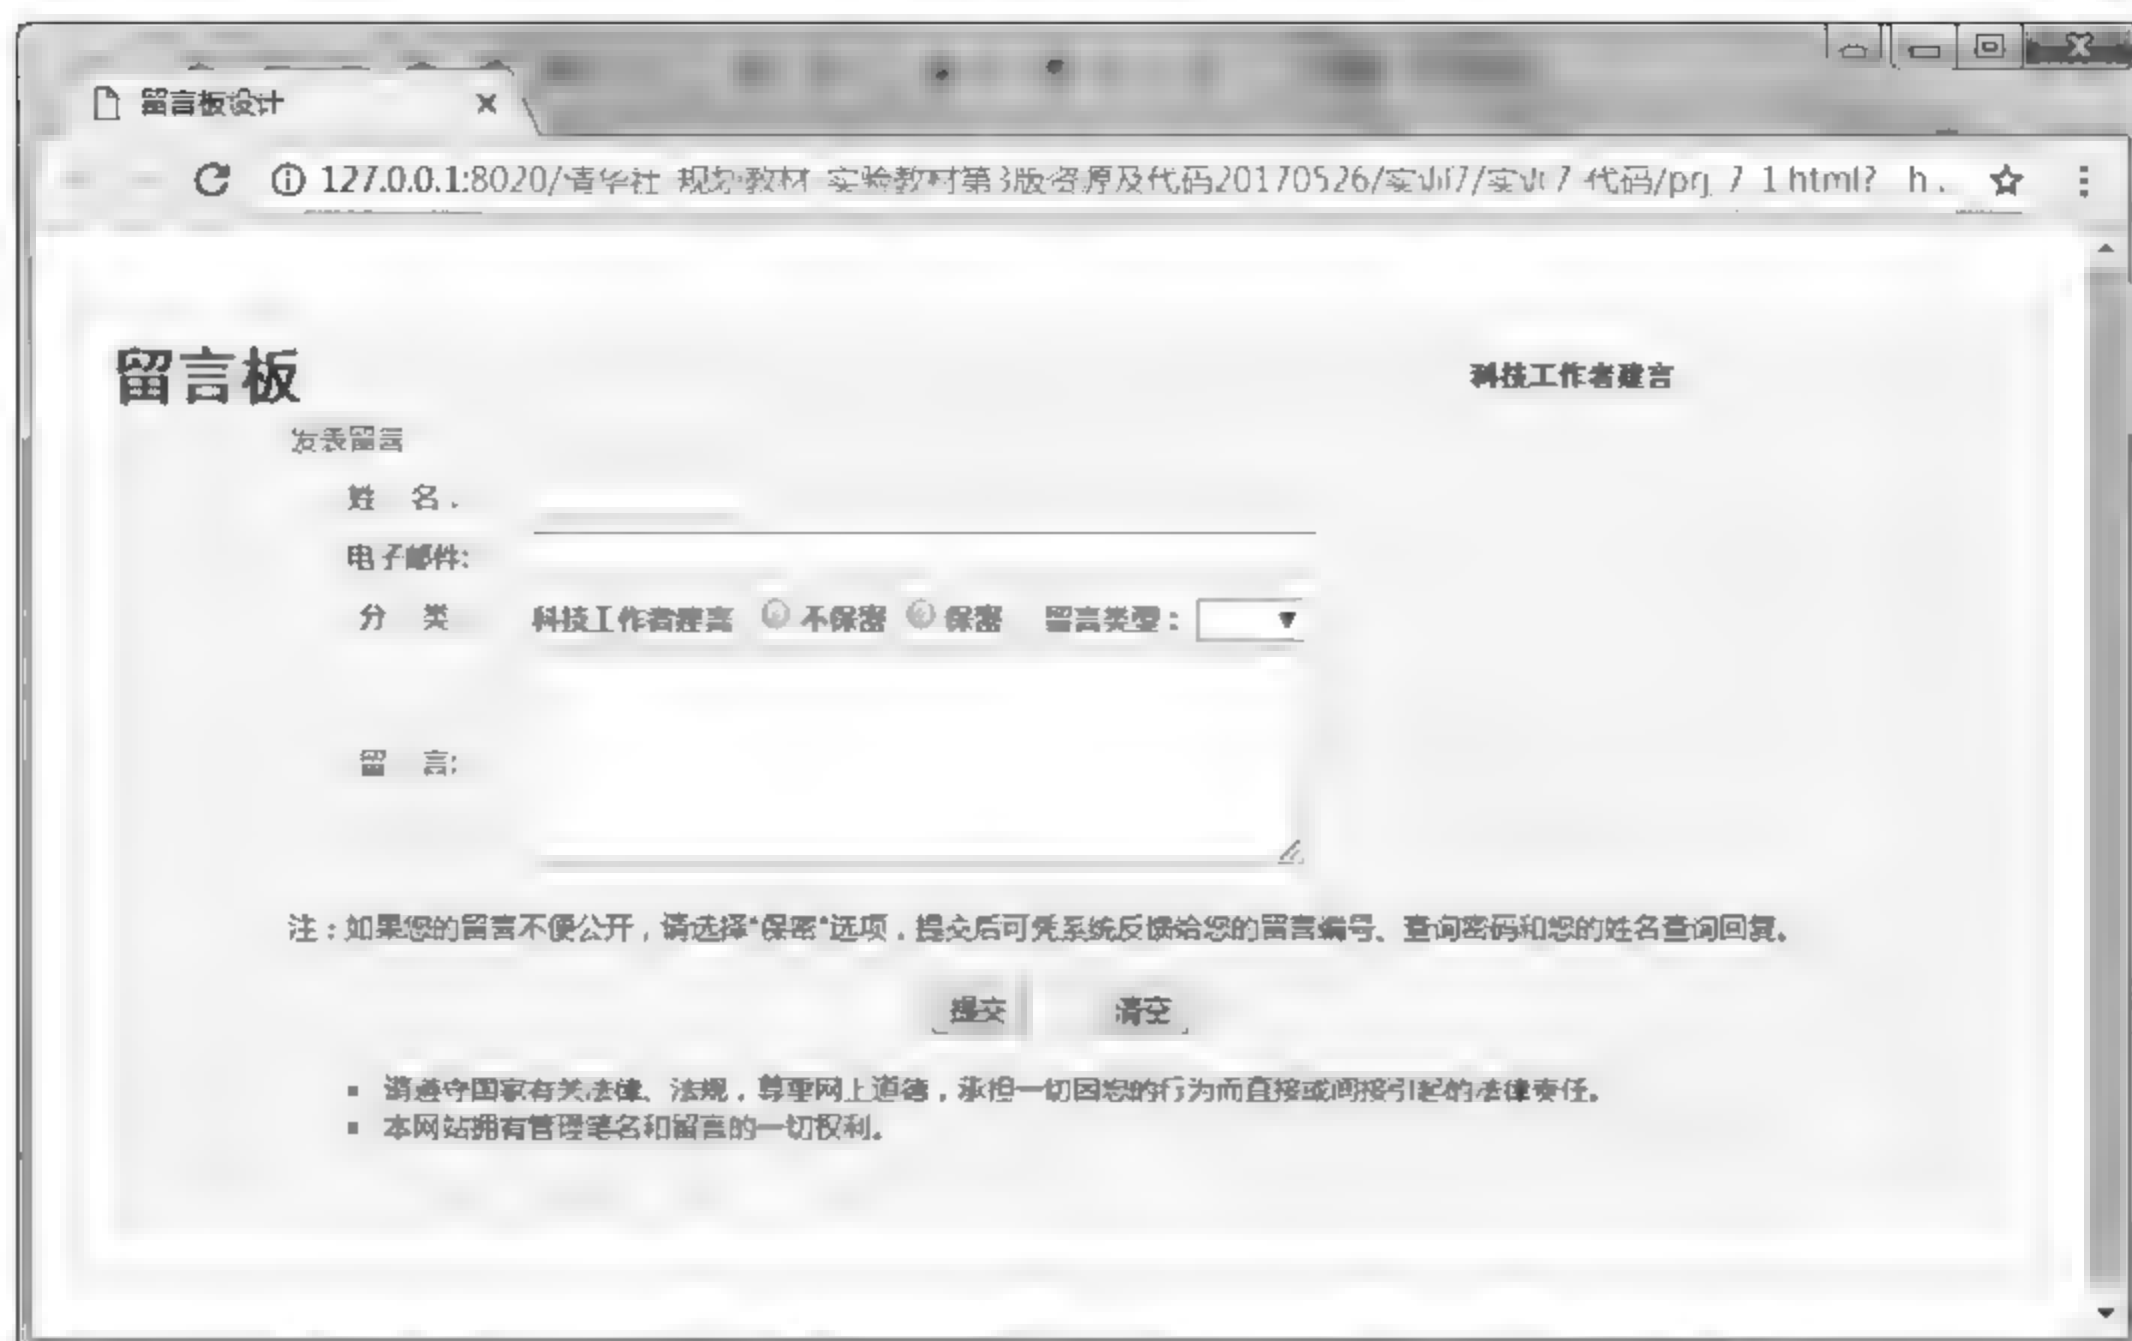 留言板设计
127.0.0.1:8020/清华社 规划教材 实验教材第3版资源及代码20170526/实训7/实训7 代码/prj_7_1 html?_h.
留言板
科技工作者建言
发表留言
姓 名:
电子邮件:
分 类 科技工作者建言 不保密 保密 留言类型:
留 言:
注:如果您的留言不便公开,请选择"保密"选项,提交后可凭系统反馈给您的留言编号、查询密码和您的姓名查询回复。
提交 清空
请遵守国家有关法律、法规,尊重网上道德,承担一切因您的行为而直接或间接引起的法律责任。
本网站拥有管理笔名和留言的一切权利。